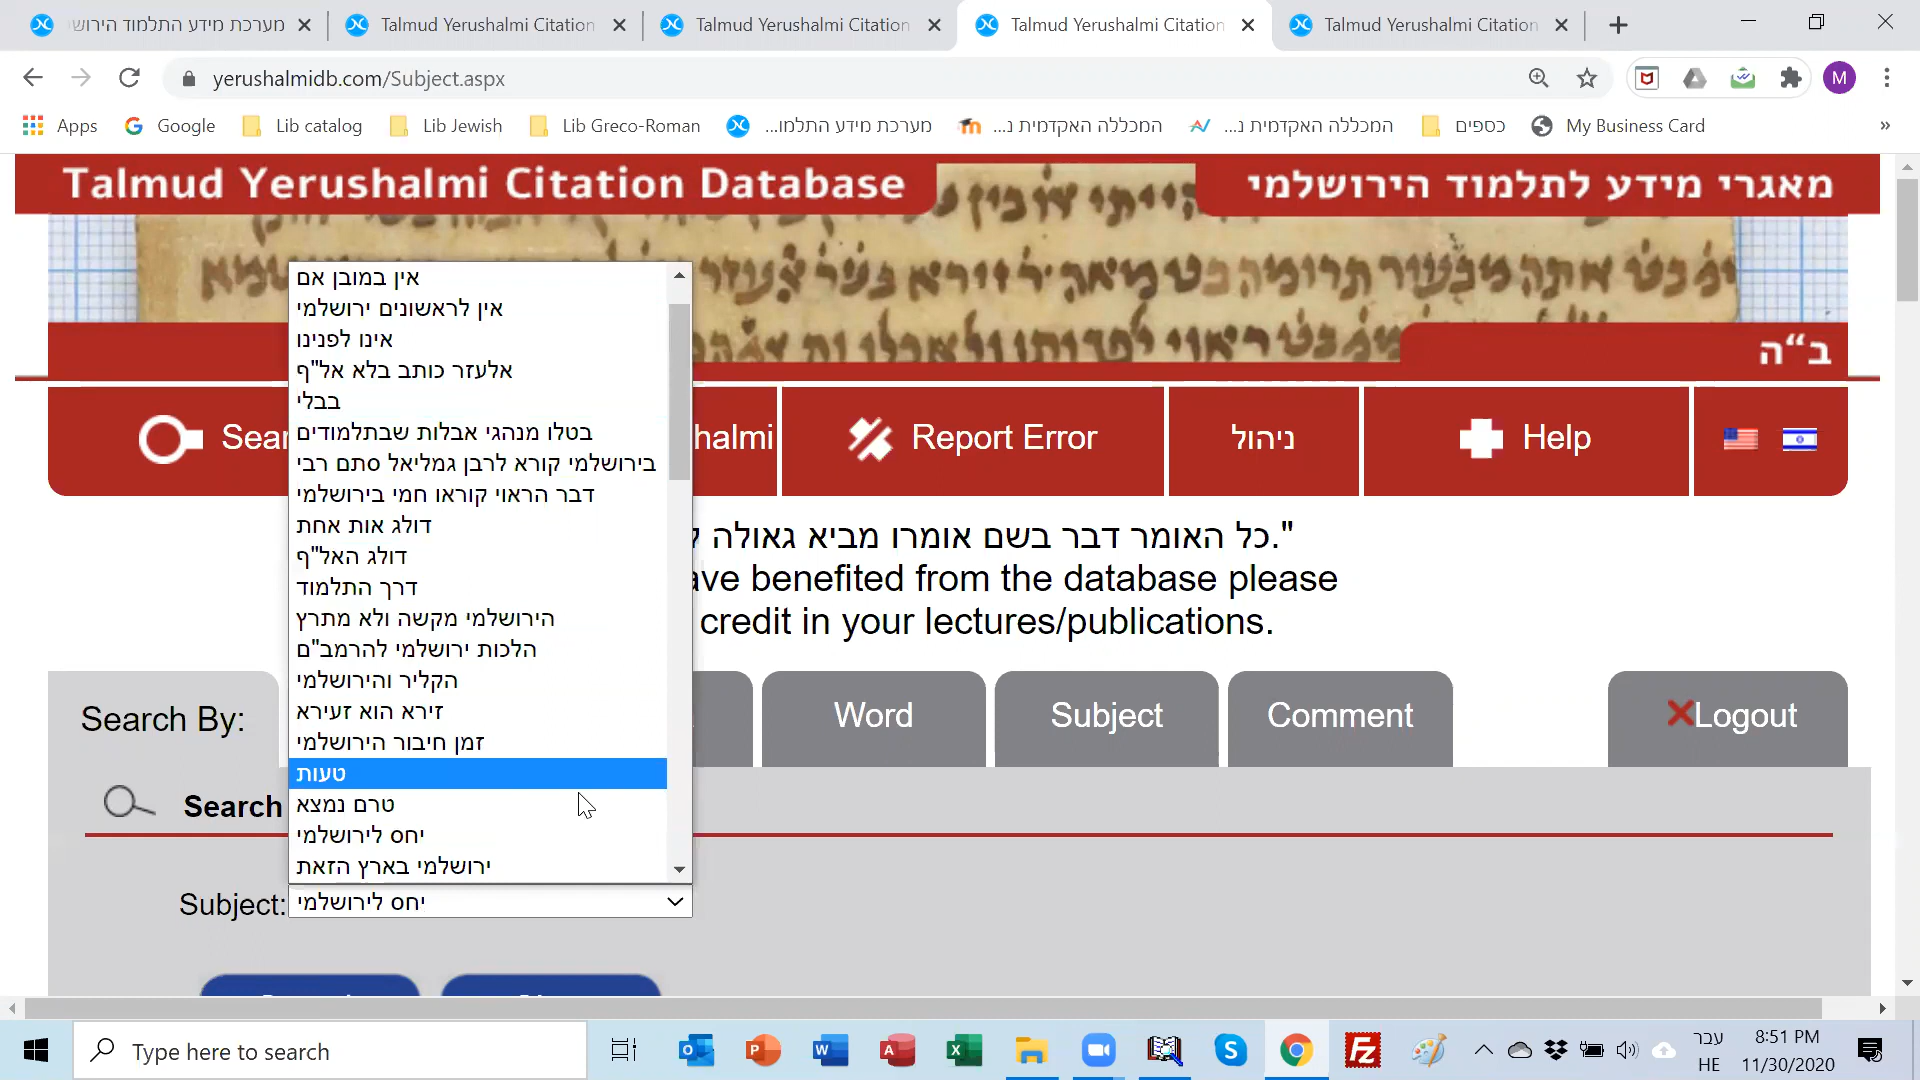 מערכת מידע התלמוד הירוש
Talmud Yerushalmi Citation
Talmud Yerushalmi Citation
Talmud Yerushalmi Citation
Talmud Yerushalmi Citation
yerushalmidb.com/Subject.aspx
M
Apps
Google
Lib catalog
Lib Jewish
Lib Greco-Roman
מערכת מידע התלמו...
המכללה האקדמית נ...
המכללה האקדמית נ...
כספים
My Business Card
»
Talmud Yerushalmi Citation Database
מאגרי מידע לתלמוד הירושלמי
ב"ה
Sear
halmi
Report Error
ניהול
Help
כל האומר דבר בשם אומרו מביא גאולה ל."
ave benefited from the database please
credit in your lectures/publications.
Search By:
Word
Subject
Comment
Logout
Search
אין במובן אם
אין לראשונים ירושלמי
אינו לפנינו
אלעזר כותב בלא אל"ף
בבלי
בטלו מנהגי אבלות שבתלמודים
בירושלמי קורא לרבן גמליאל סתם רבי
דבר הראוי קוראו חמי בירושלמי
דולג אות אחת
דולג האל"ף
דרך התלמוד
הירושלמי מקשה ולא מתרץ
הלכות ירושלמי להרמב"ם
הקליר והירושלמי
זירא הוא זעירא
זמן חיבור הירושלמי
טעות
טרם נמצא
יחס לירושלמי
ירושלמי בארץ הזאת
Subject:
יחס לירושלמי
Type here to search
עבר
HE
8:51 PM
11/30/2020